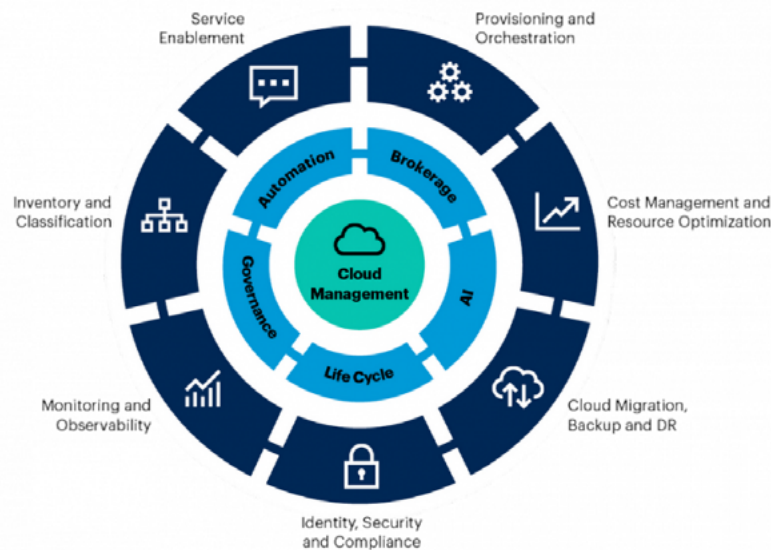 Service
Enablement
Provisioning and
Orchestration
Automation
Brokerage
Inventory and
Classification
Cost Management and
Resource Optimization
Cloud
Management
Governance
AI
Life Cycle
Monitoring and
Observability
Cloud Migration,
Backup and DR
Identity, Security
and Compliance